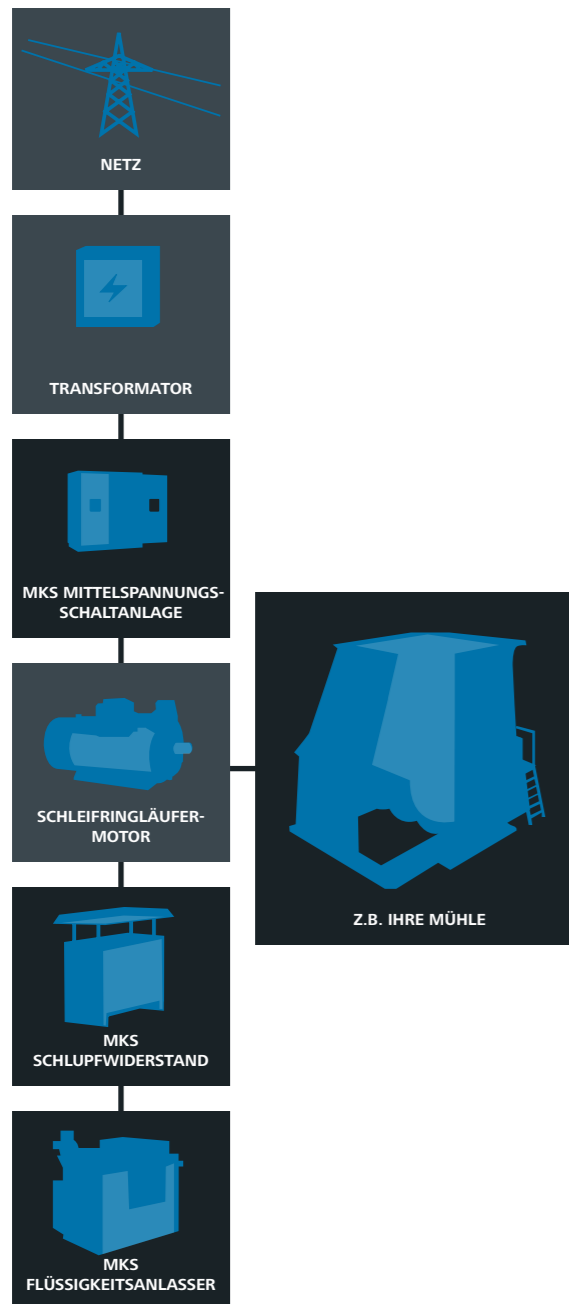 NETZ
TRANSFORMATOR
MKS MITTELSPANNUNGS-
SCHALTANLAGE
SCHLEIFRINGLÄUFER-
MOTOR
Z.B. IHRE MÜHLE
MKS
SCHLUPFWIDERSTAND
MKS
FLÜSSIGKEITSANLASSER